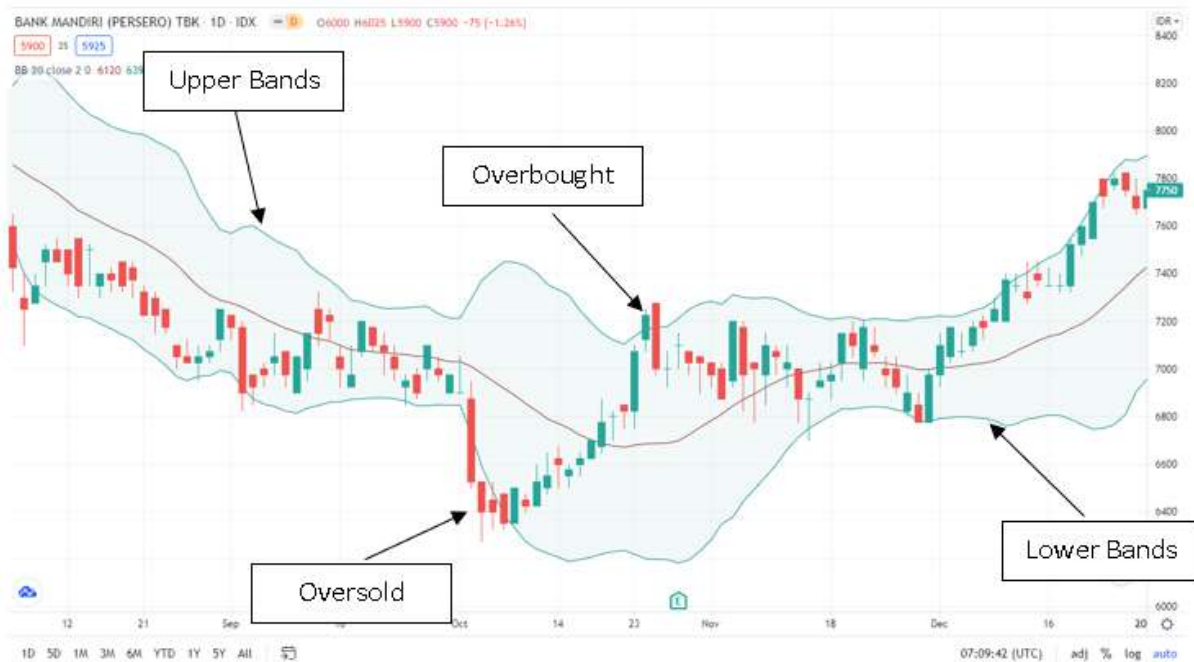 BANK MANDIRI (PERSERO) TBK · 1D · IDX D O6000 H6025 L5900 C5900 −75 (−1.26%)
IDR
5900 25 5925
BB 20 close 2 0 6120
Upper Bands
Overbought
Oversold
Lower Bands
8400
8200
8000
7800
7750
7600
7400
7200
7000
6800
6600
6400
6000
E
12 21 Sep Oct 14 23 Nov 18 Dec 16 20
1D 5D 1M 3M 6M YTD 1Y 5Y All 07:09:42 (UTC) adj % log auto